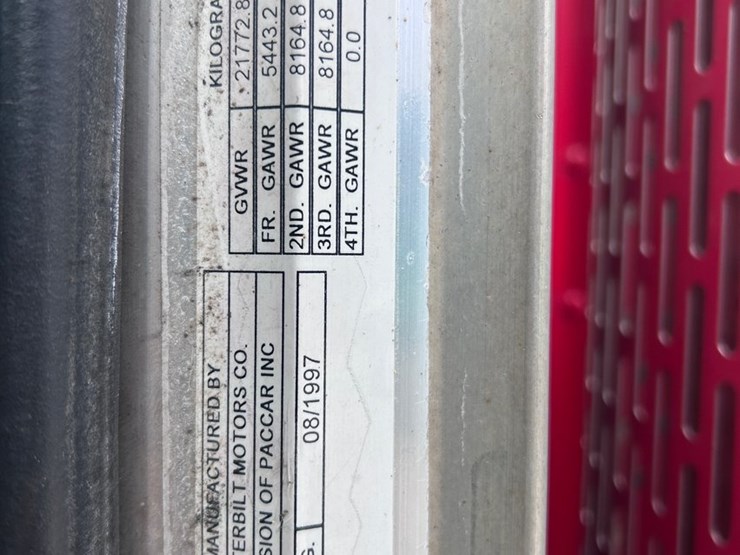 MANUFACTURED BY
TERBILT MOTORS CO.
SION OF PACCAR INC
08/1997
KILOGRA
GVWR 21772.8
FR. GAWR 5443.2
2ND. GAWR 8164.8
3RD. GAWR 8164.8
4TH. GAWR 0.0